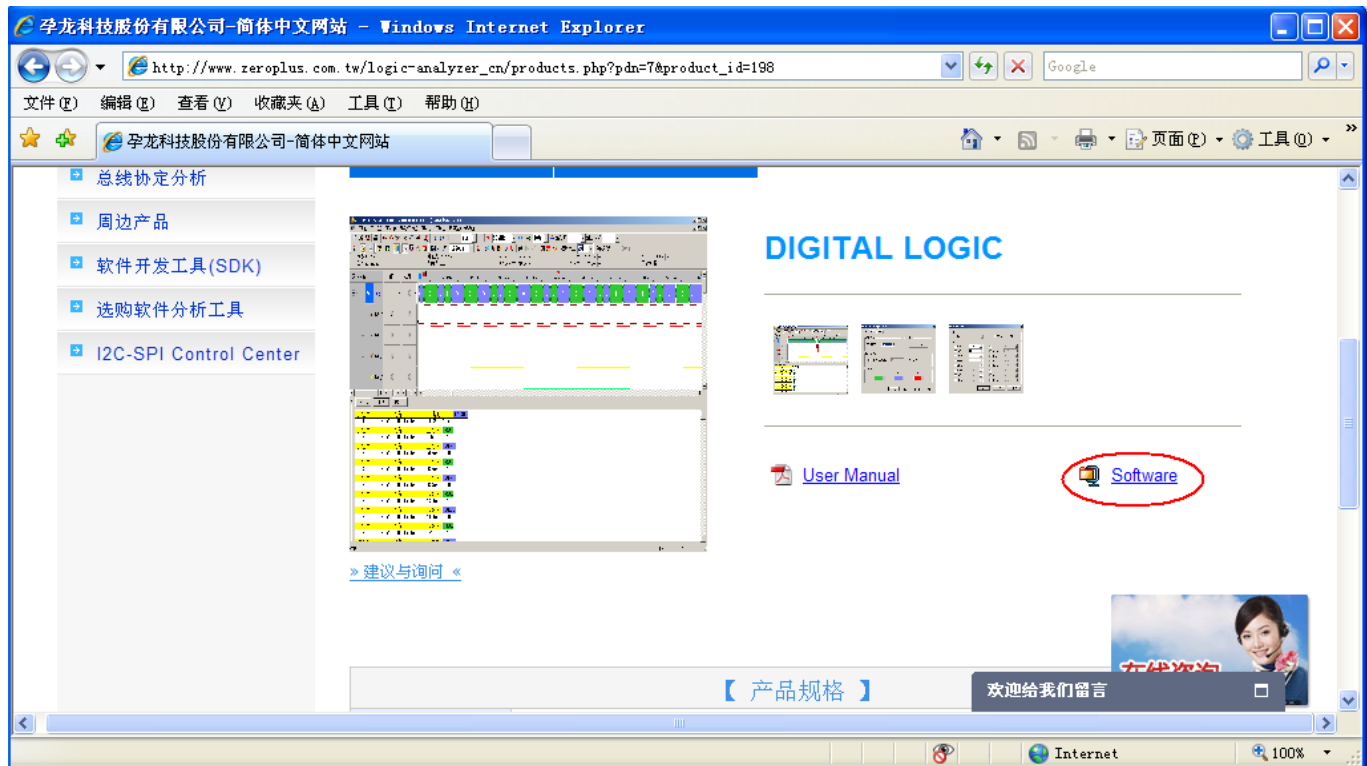 孕龙科技股份有限公司-简体中文网站 - Windows Internet Explorer
http://www.zeroplus.com.tw/logic-analyzer_cn/products.php?pdn=7&product_id=198
Google
文件(F) 编辑(E) 查看(V) 收藏夹(A) 工具(T) 帮助(H)
孕龙科技股份有限公司-简体中文网站
页面(P) 工具(O) »
总线协定分析
周边产品
软件开发工具(SDK)
选购软件分析工具
I2C-SPI Control Center
DIGITAL LOGIC
User Manual
Software
» 建议与询问 «
在线咨询
【 产品规格 】
欢迎给我们留言
Internet
100%